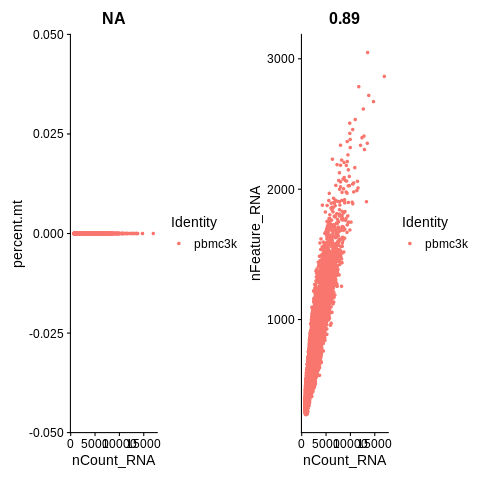 NA
0.050
0.025
0.000
-0.025
-0.050
percent.mt
0 5000 10000 15000
nCount_RNA
Identity
pbmc3k
0.89
3000
2000
1000
nFeature_RNA
0 5000 10000 15000
nCount_RNA
Identity
pbmc3k